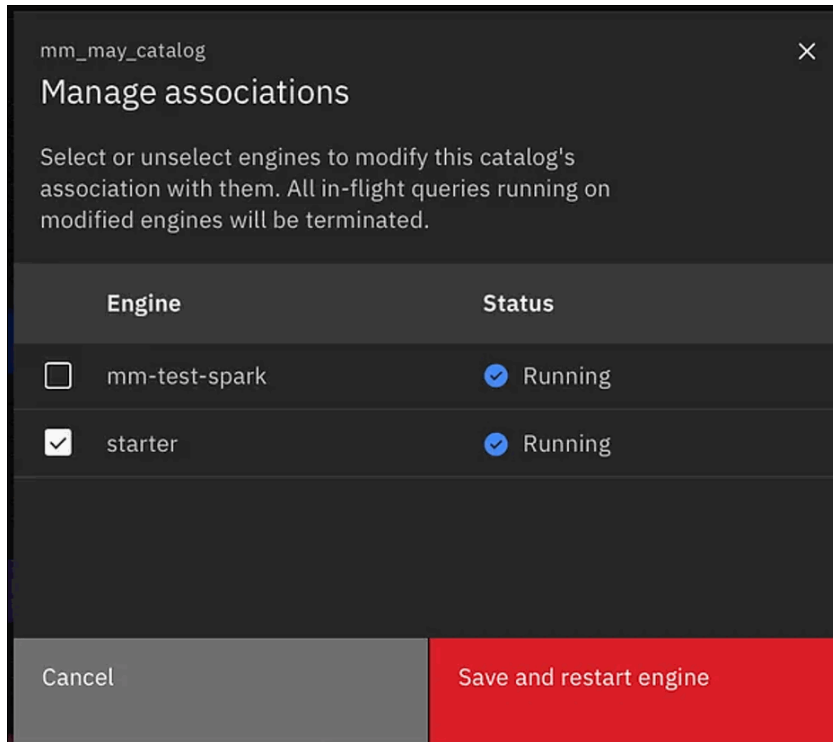 mm_may_catalog
Manage associations
Select or unselect engines to modify this catalog's
association with them. All in-flight queries running on
modified engines will be terminated.
Engine Status
mm-test-spark Running
starter Running
Cancel Save and restart engine